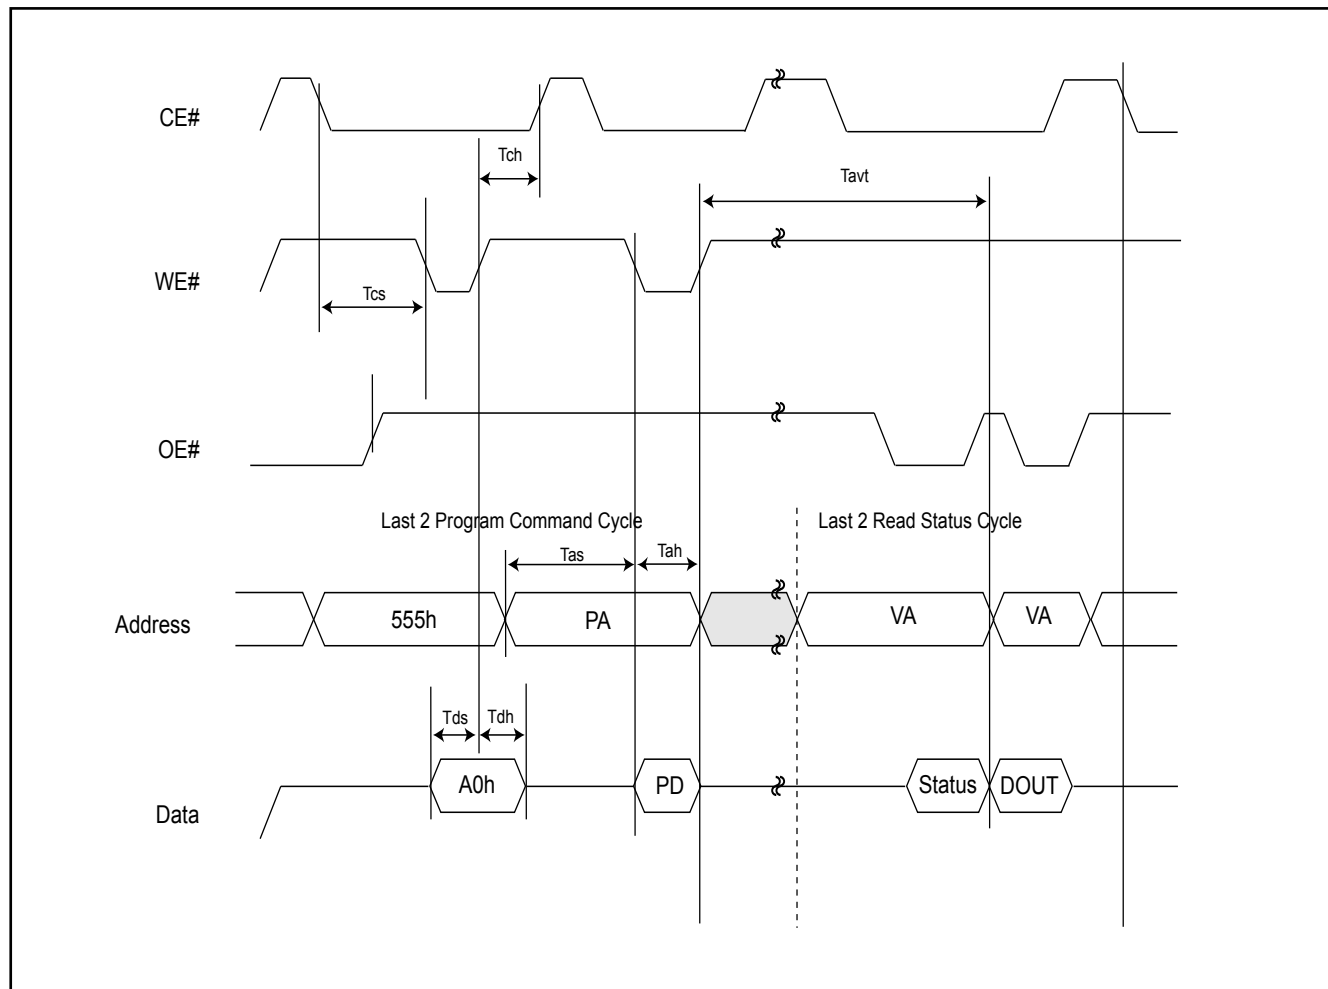 CE#
Tch
Tavt
WE#
Tcs
OE#
Last 2 Program Command Cycle
Last 2 Read Status Cycle
Tas
Tah
Address
555h
PA
VA
VA
Tds
Tdh
Data
A0h
PD
Status
DOUT